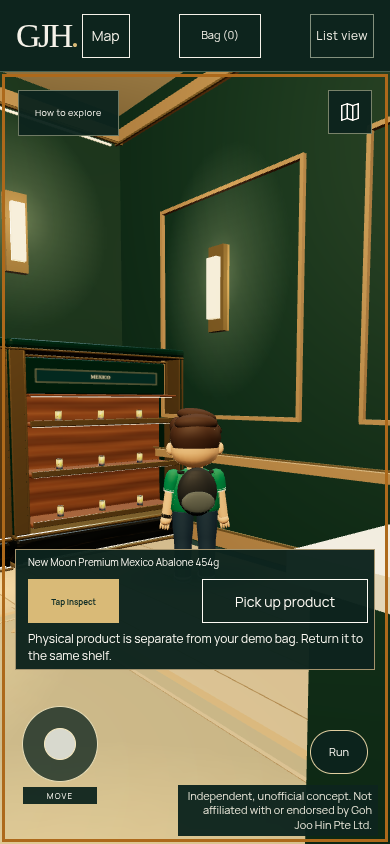 GJH.
Map
Bag (0)
List view
How to explore
MEXICO
New Moon Premium Mexico Abalone 454g
Tap Inspect
Pick up product
Physical product is separate from your demo bag. Return it to
the same shelf.
Run
MOVE
Independent, unofficial concept. Not
affiliated with or endorsed by Goh
Joo Hin Pte Ltd.